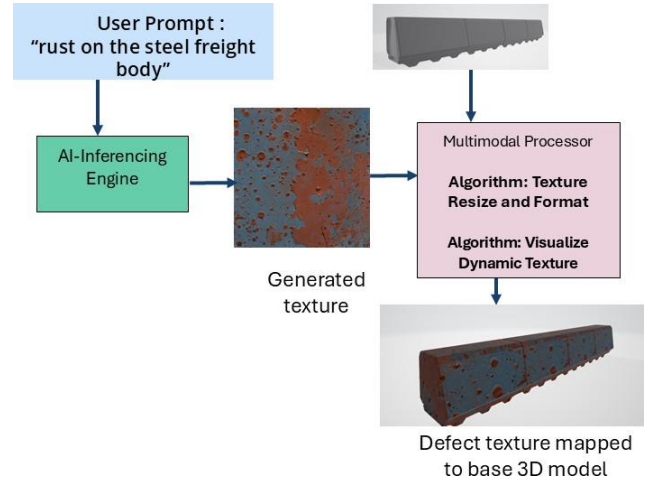 User Prompt :
“rust on the steel freight
body”
AI-Inferencing
Engine
Generated
texture
Multimodal Processor
Algorithm: Texture
Resize and Format
Algorithm: Visualize
Dynamic Texture
Defect texture mapped
to base 3D model